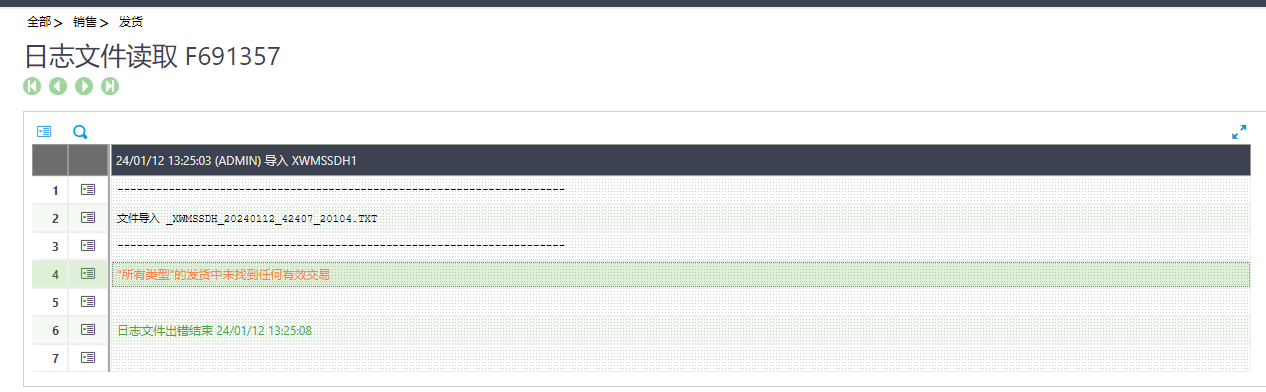 全部> 销售> 发货
日志文件读取 F691357
24/01/12 13:25:03 (ADMIN) 导入 XWMSSDH1
1 ----------------------------------------------------------------------
2 文件导入 _XWMSSDH_20240112_42407_20104.TXT
3 ----------------------------------------------------------------------
4 "所有类型"的发货中未找到任何有效交易
5
6 日志文件出错结束 24/01/12 13:25:08
7